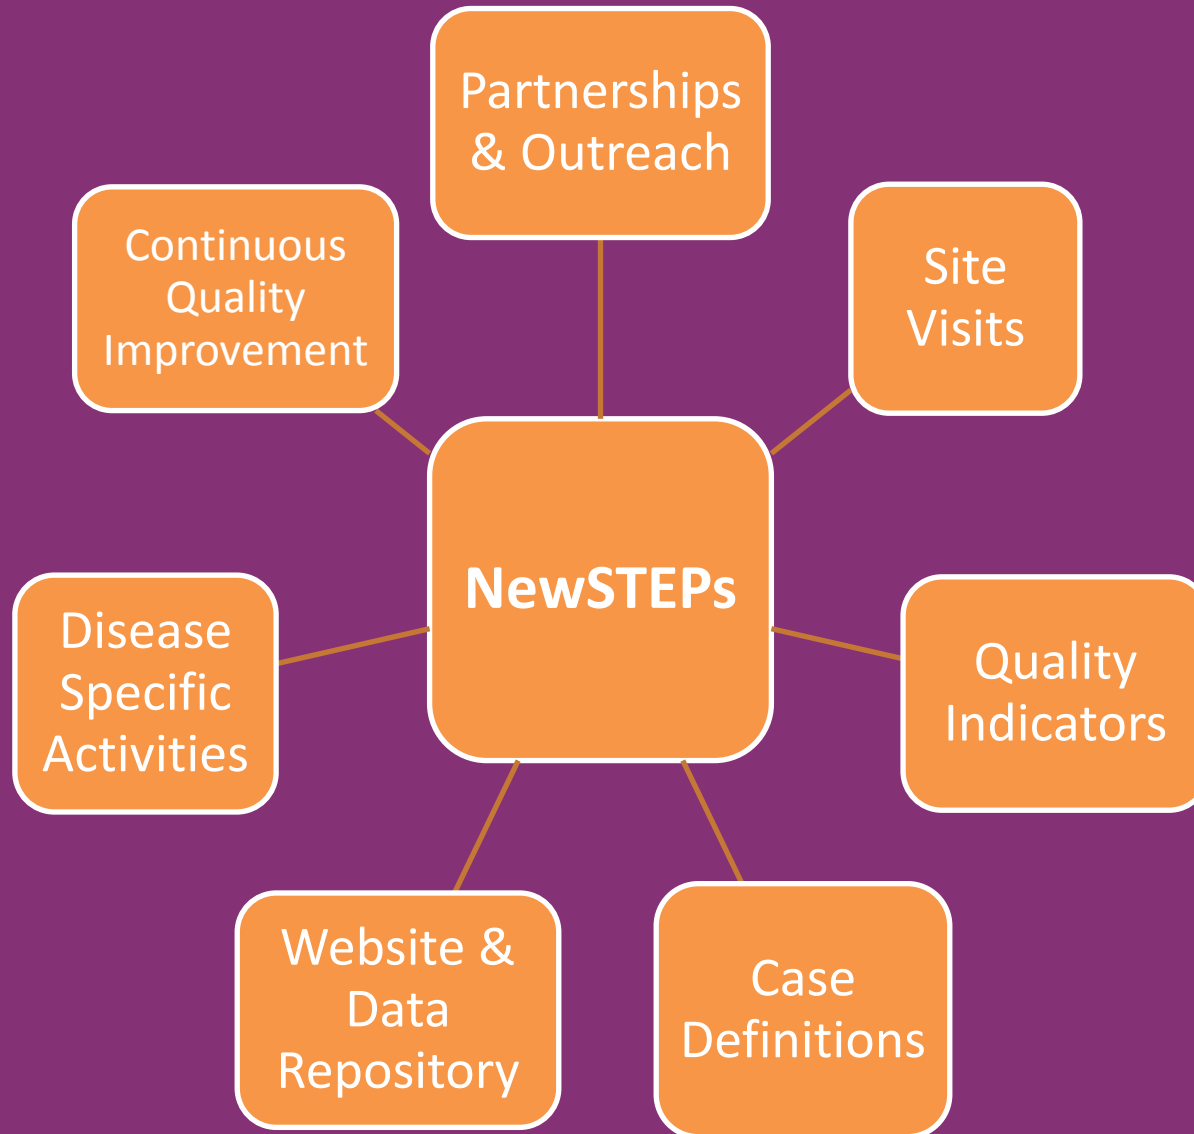 Partnerships
& Outreach
Continuous
Quality
Improvement
Site
Visits
NewSTEPs
Disease
Specific
Activities
Quality
Indicators
Website &
Data
Repository
Case
Definitions